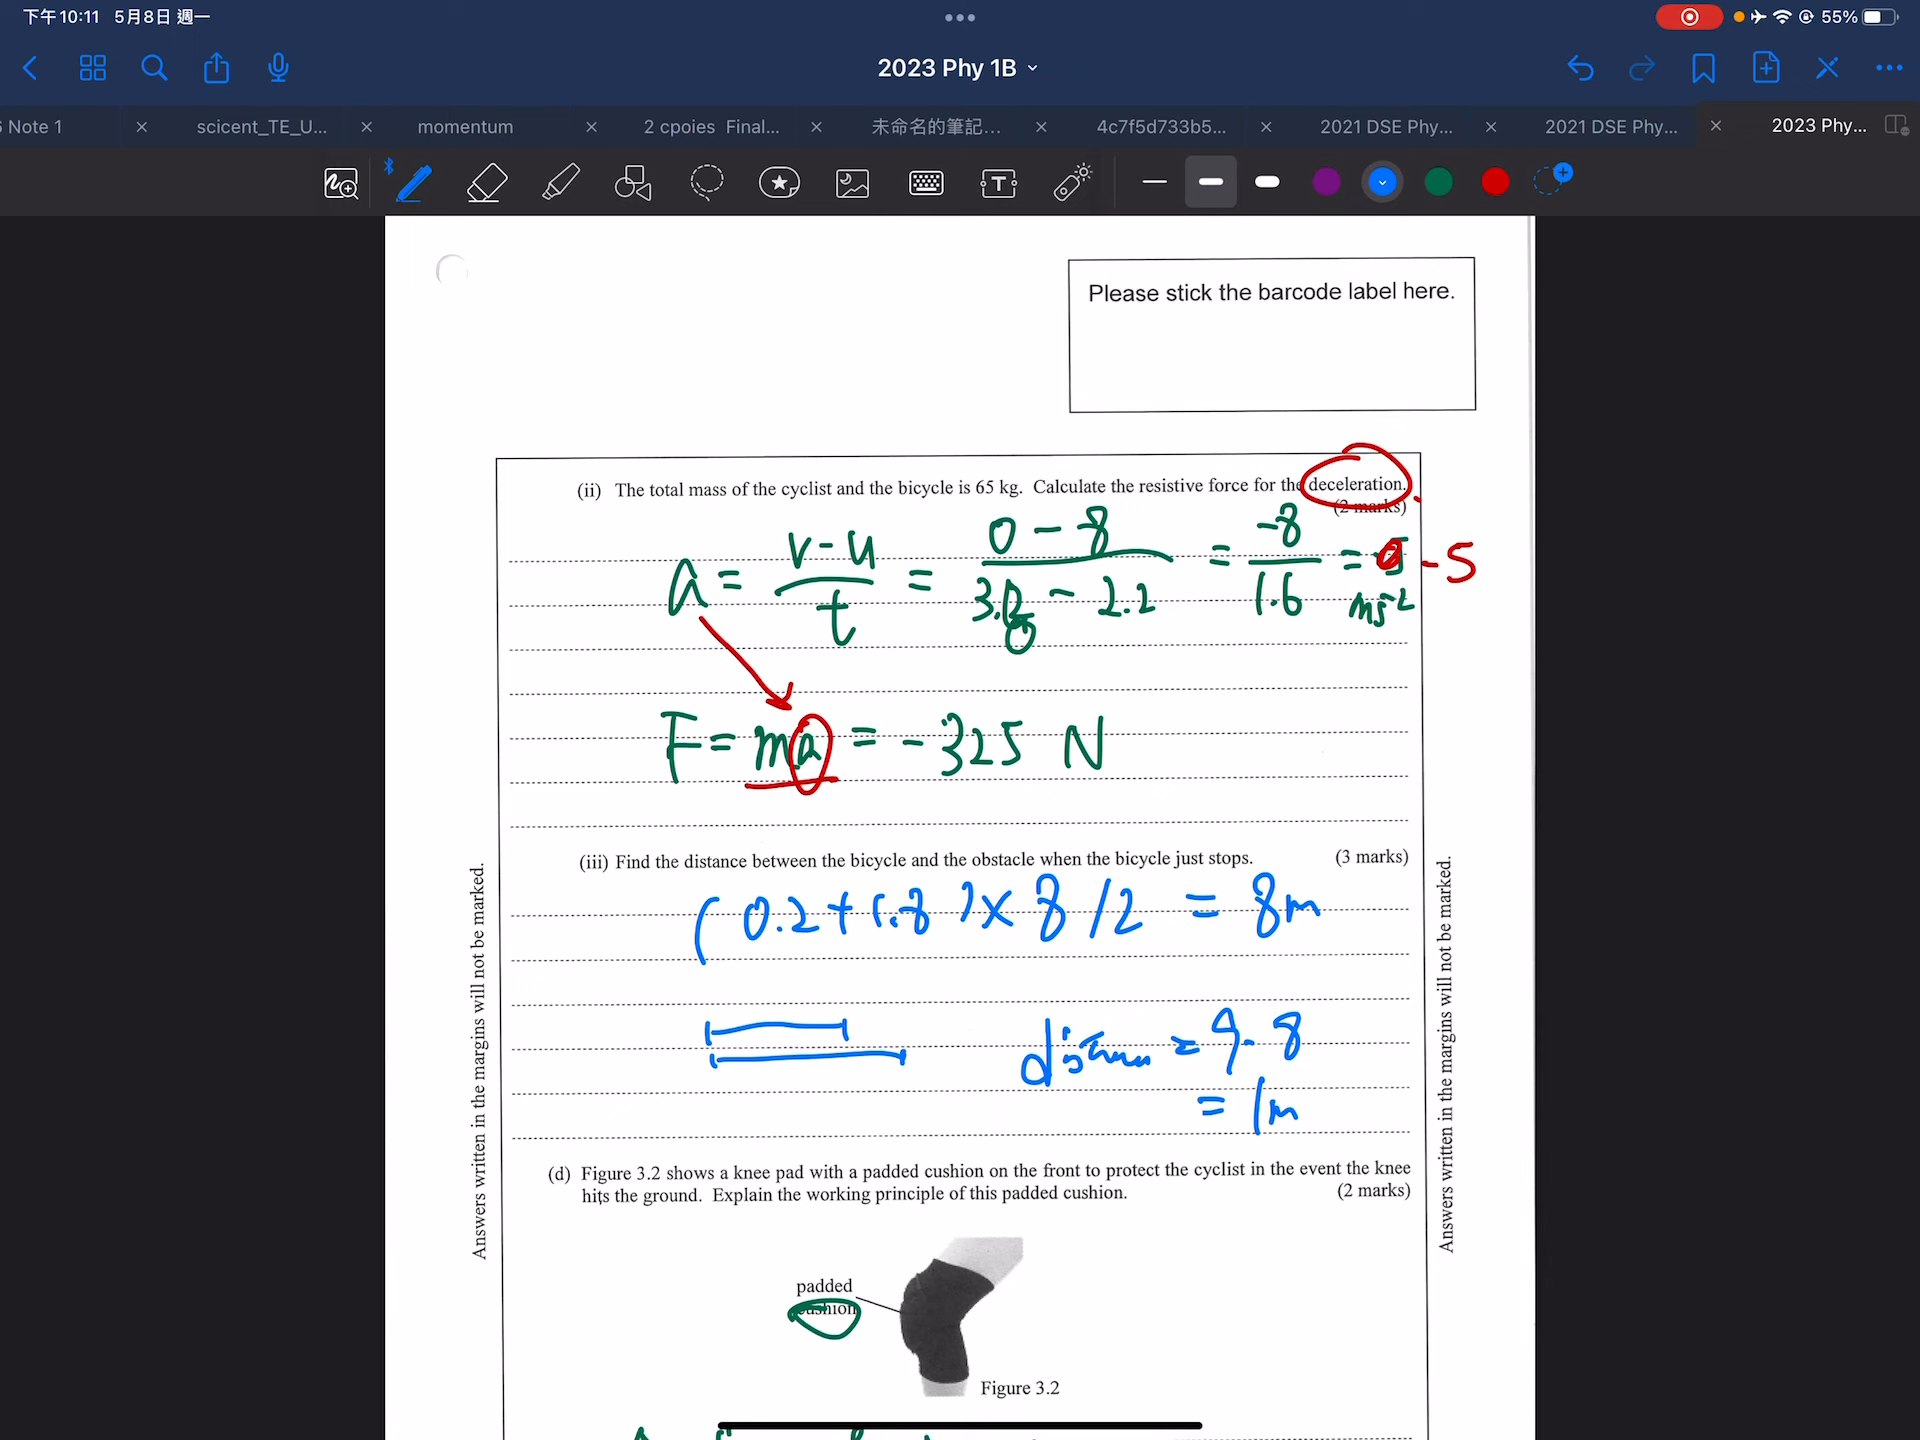 下午10:11 5月8日 週一
55%
2023 Phy 1B
Note 1
scicent_TE_U...
momentum
2 cpoies Final...
未命名的筆記...
4c7f5d733b5...
2021 DSE Phy...
2021 DSE Phy...
2023 Phy...
Please stick the barcode label here.
(ii) The total mass of the cyclist and the bicycle is 65 kg. Calculate the resistive force for the deceleration.
(2 marks)
a = v-u / t = 0 - 8 / 3.8 - 2.2 = -8 / 1.6 = -5
ms⁻²
F = ma = -325 N
(iii) Find the distance between the bicycle and the obstacle when the bicycle just stops. (3 marks)
(0.2 + 1.8) × 8 / 2 = 8m
distance = 9 - 8
= 1m
(d) Figure 3.2 shows a knee pad with a padded cushion on the front to protect the cyclist in the event the knee
hits the ground. Explain the working principle of this padded cushion. (2 marks)
padded
cushion
Figure 3.2
Answers written in the margins will not be marked.
Answers written in the margins will not be marked.